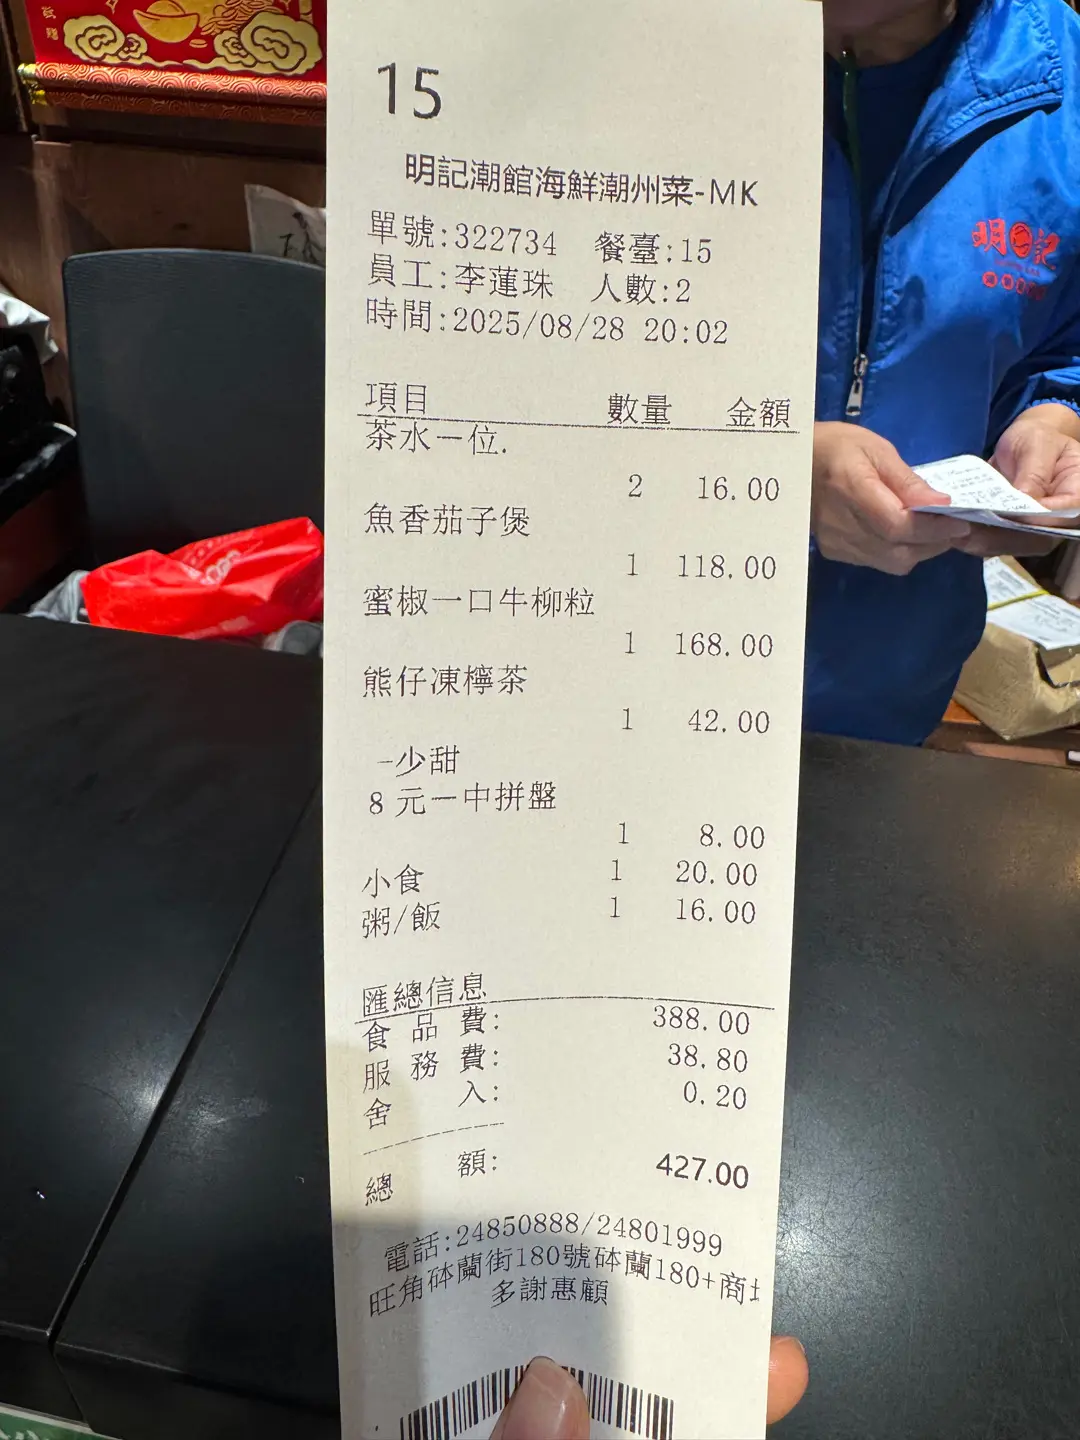 15
明記潮館海鮮潮州菜-MK
單號:322734 餐臺:15
員工:李蓮珠 人數:2
時間:2025/08/28 20:02
項目 數量 金額
茶水一位.
2 16.00
魚香茄子煲
1 118.00
蜜椒一口牛柳粒
1 168.00
熊仔凍檸茶
1 42.00
-少甜
8 元一中拼盤
1 8.00
小食 1 20.00
粥/飯 1 16.00
匯總信息
食品費: 388.00
服務費: 38.80
舍入: 0.20
總額: 427.00
電話:24850888/24801999
旺角砵蘭街180號砵蘭180+商
多謝惠顧
明記